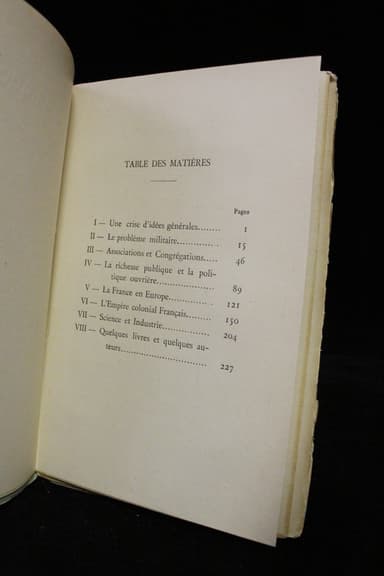 TABLE DES MATIÈRES
Pages
I — Une crise d'idées générales........ 1
II — Le problème militaire............. 15
III — Associations et Congrégations..... 46
IV — La richesse publique et la poli-
tique ouvrière.................. 89
V — La France en Europe............ 121
VI — L'Empire colonial Français....... 150
VII — Science et Industrie.............. 204
VIII — Quelques livres et quelques au-
teurs........................ 227